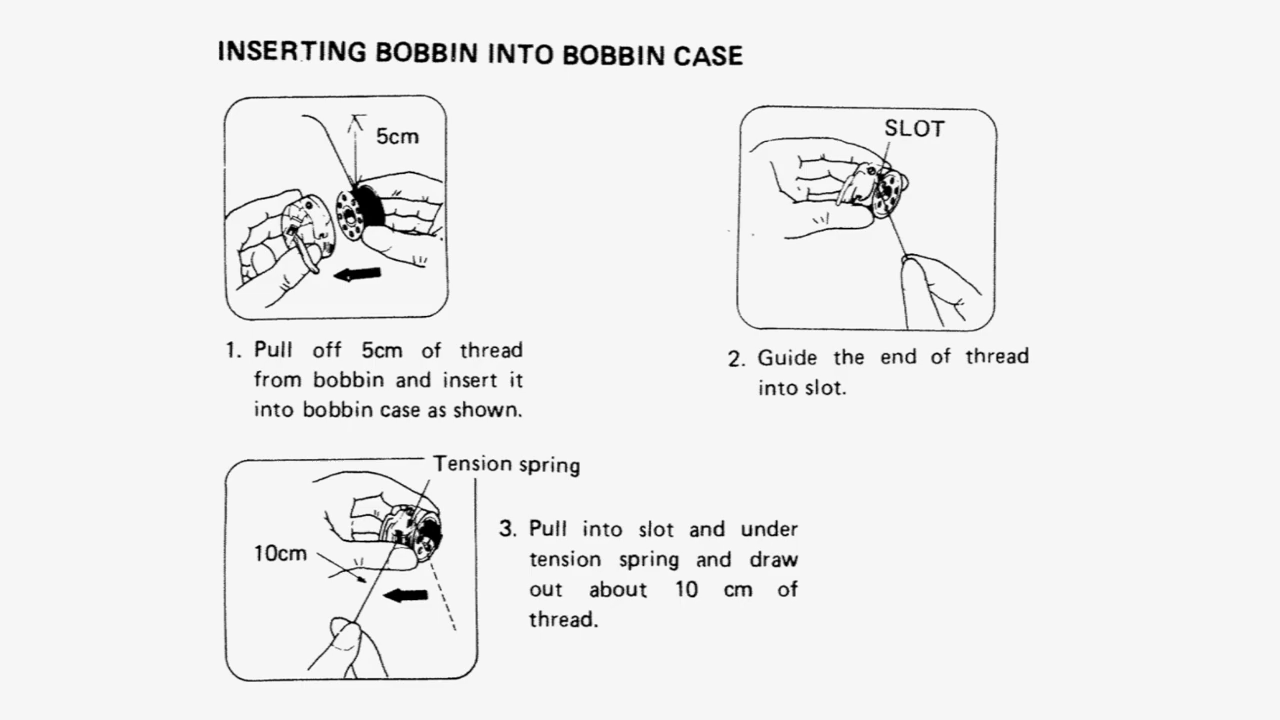 INSERTING BOBBIN INTO BOBBIN CASE
5cm
1. Pull off 5cm of thread
from bobbin and insert it
into bobbin case as shown.
SLOT
2. Guide the end of thread
into slot.
Tension spring
10cm
3. Pull into slot and under
tension spring and draw
out about 10 cm of
thread.